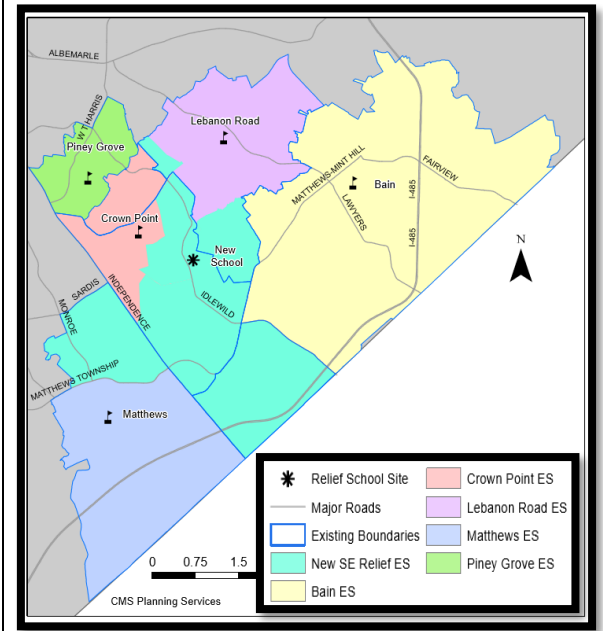 ALBEMARLE
W T HARRIS
Lebanon Road
Piney Grove
MATTHEWS-MINT HILL
FAIRVIEW
Bain
LAWYERS
I-485
Crown Point
New
School
I-485
N
SARDIS
INDEPENDENCE
IDLEWILD
MONROE
MATTHEWS TOWNSHIP
Matthews
Relief School Site
Major Roads
Existing Boundaries
New SE Relief ES
Bain ES
Crown Point ES
Lebanon Road ES
Matthews ES
Piney Grove ES
0 0.75 1.5
CMS Planning Services